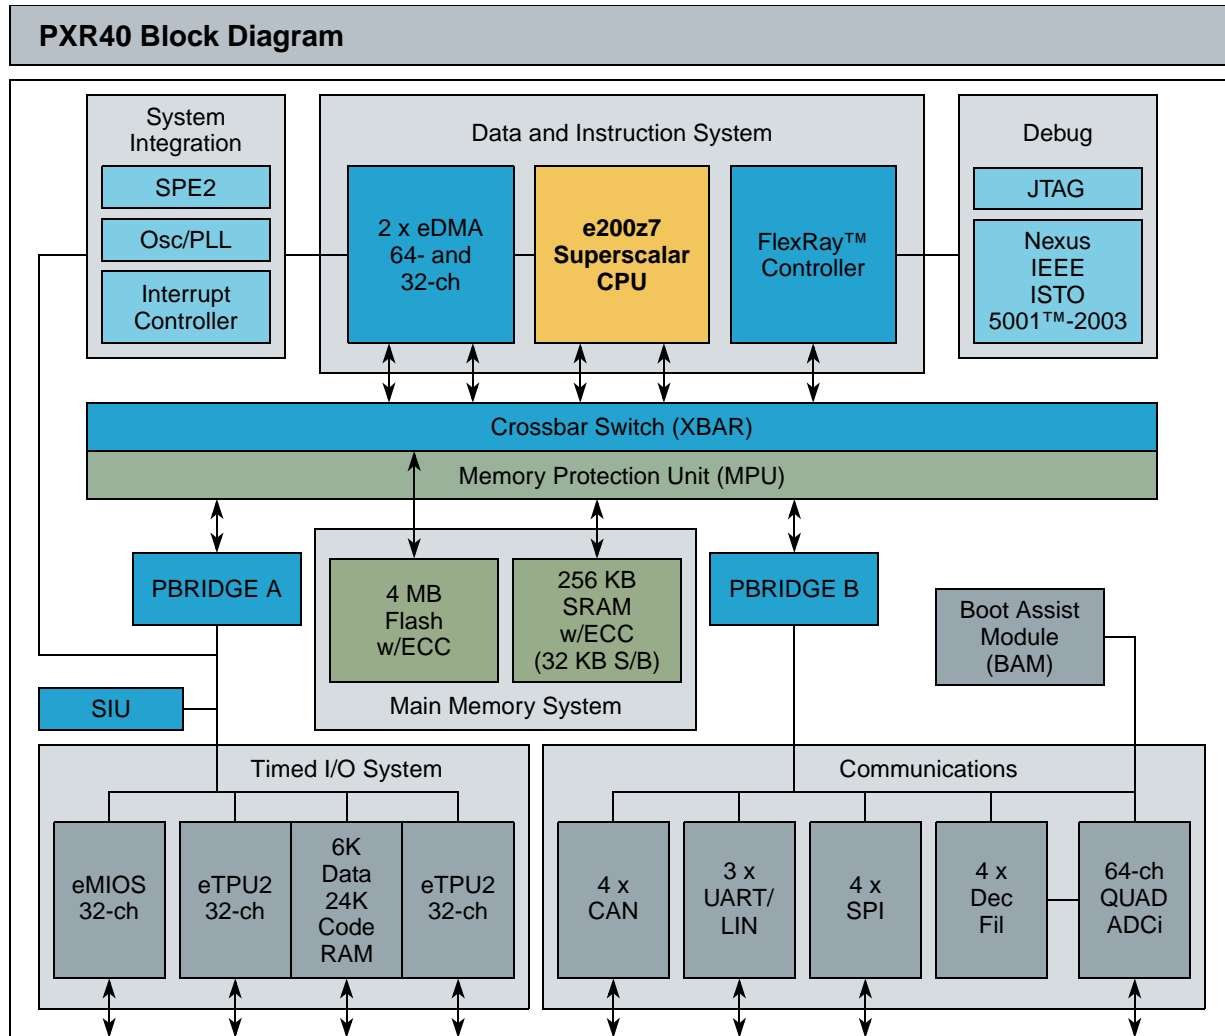 PXR40 Block Diagram
System
Integration
SPE2
Osc/PLL
Interrupt
Controller
Data and Instruction System
2 x eDMA
64- and
32-ch
e200z7
Superscalar
CPU
FlexRay™
Controller
Debug
JTAG
Nexus
IEEE
ISTO
5001™-2003
Crossbar Switch (XBAR)
Memory Protection Unit (MPU)
PBRIDGE A
4 MB
Flash
w/ECC
256 KB
SRAM
w/ECC
(32 KB S/B)
Main Memory System
PBRIDGE B
Boot Assist
Module
(BAM)
SIU
Timed I/O System
eMIOS
32-ch
eTPU2
32-ch
6K
Data
24K
Code
RAM
eTPU2
32-ch
Communications
4 x
CAN
3 x
UART/
LIN
4 x
SPI
4 x
Dec
Fil
64-ch
QUAD
ADCi